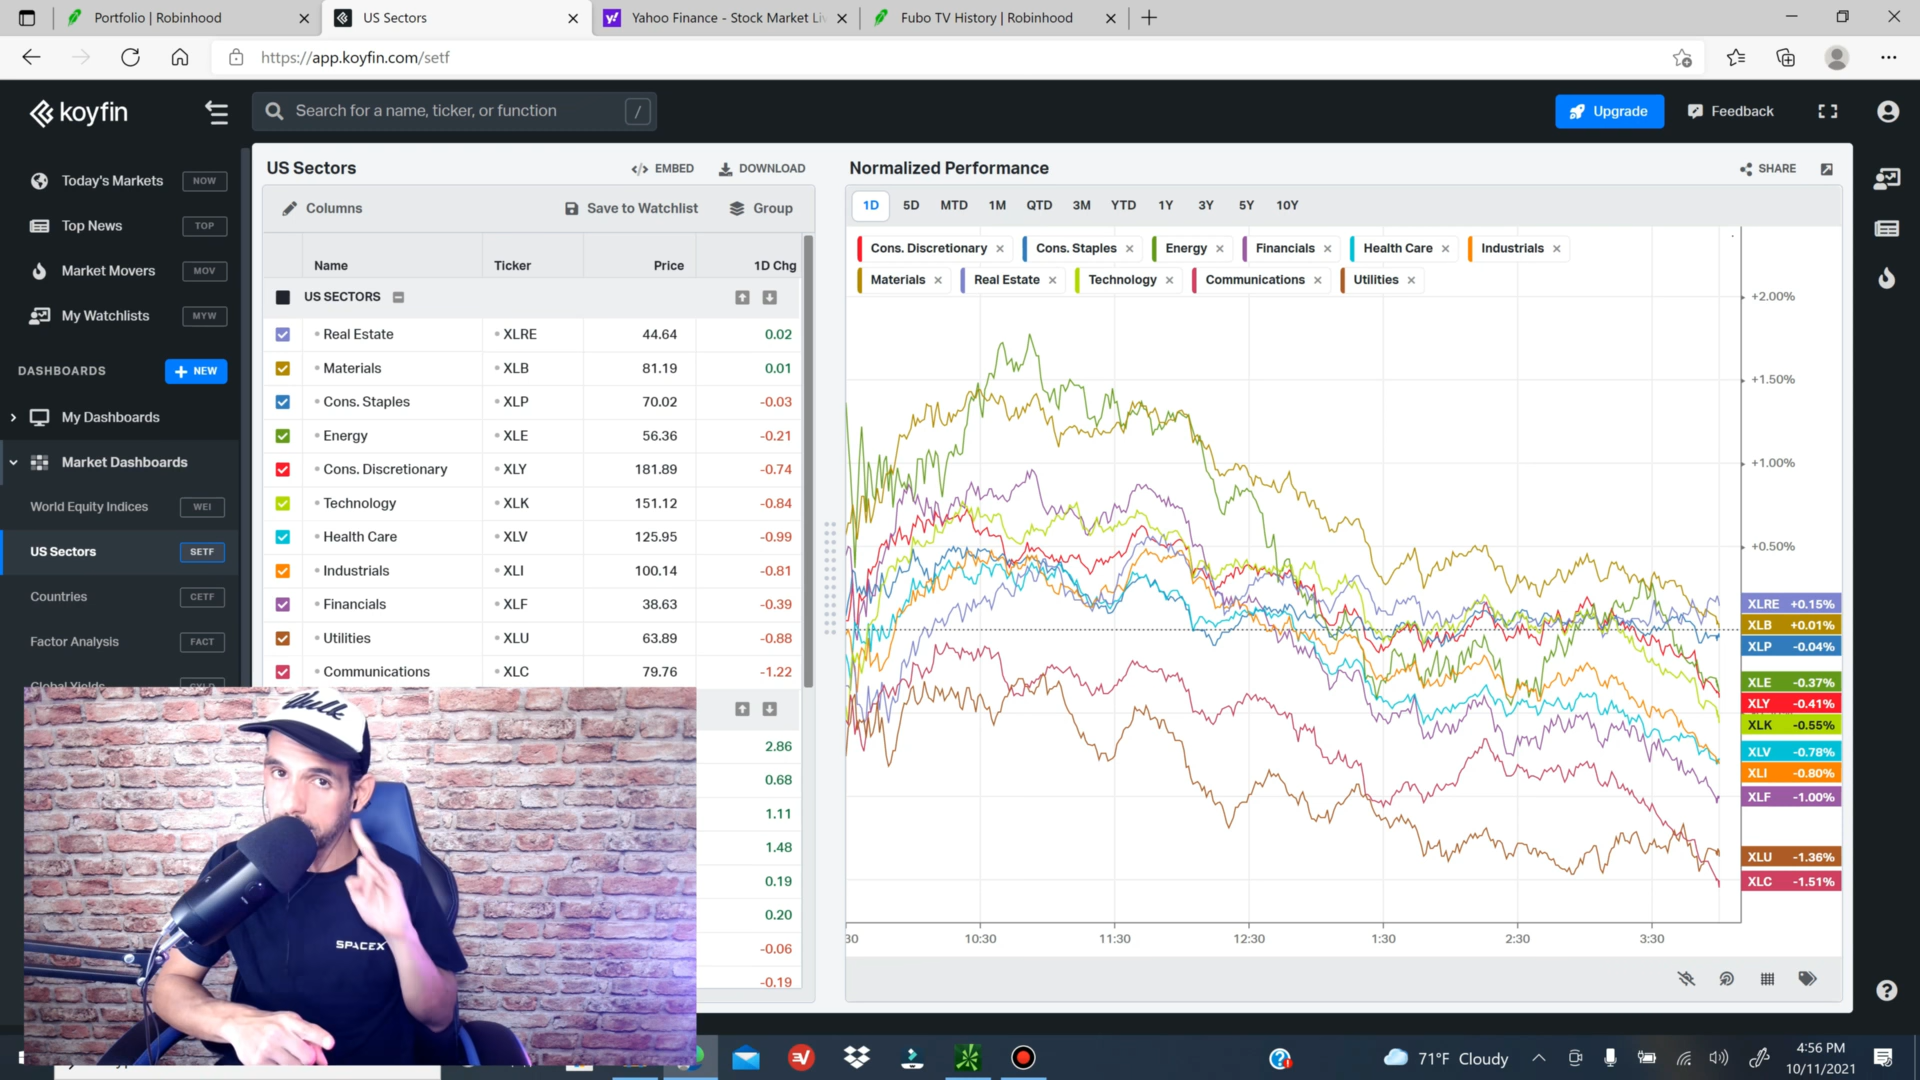 Portfolio | Robinhood
US Sectors
Yahoo Finance - Stock Market Li
Fubo TV History | Robinhood
https://app.koyfin.com/setf
koyfin
Search for a name, ticker, or function
/
Upgrade
Feedback
Today's Markets NOW
Top News TOP
Market Movers MOV
My Watchlists MYW
DASHBOARDS
NEW
My Dashboards
Market Dashboards
World Equity Indices WEI
US Sectors SETF
Countries CETF
Factor Analysis FACT
US Sectors
EMBED
DOWNLOAD
Columns
Save to Watchlist
Group
Name Ticker Price 1D Chg
US SECTORS
Real Estate XLRE 44.64 0.02
Materials XLB 81.19 0.01
Cons. Staples XLP 70.02 -0.03
Energy XLE 56.36 -0.21
Cons. Discretionary XLY 181.89 -0.74
Technology XLK 151.12 -0.84
Health Care XLV 125.95 -0.99
Industrials XLI 100.14 -0.81
Financials XLF 38.63 -0.39
Utilities XLU 63.89 -0.88
Communications XLC 79.76 -1.22
2.86
0.68
1.11
1.48
0.19
0.20
-0.06
-0.19
Normalized Performance
SHARE
1D 5D MTD 1M QTD 3M YTD 1Y 3Y 5Y 10Y
Cons. Discretionary Cons. Staples Energy Financials Health Care Industrials
Materials Real Estate Technology Communications Utilities
+2.00%
+1.50%
+1.00%
+0.50%
XLRE +0.15%
XLB +0.01%
XLP -0.04%
XLE -0.37%
XLY -0.41%
XLK -0.55%
XLV -0.78%
XLI -0.80%
XLF -1.00%
XLU -1.36%
XLC -1.51%
30 10:30 11:30 12:30 1:30 2:30 3:30
Hulk
SPACEX
71°F Cloudy
4:56 PM
10/11/2021